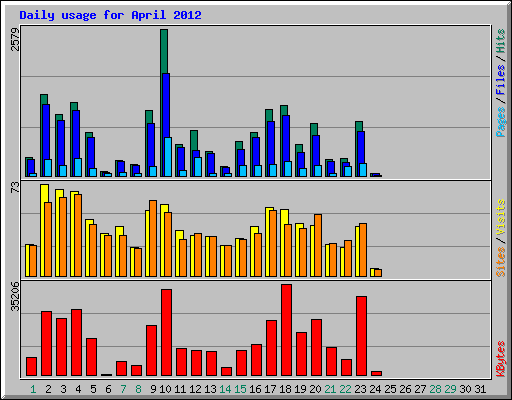 Daily usage for April 2012
2579
Pages / Files / Hits
73
Sites / Visits
35206
KBytes
1 2 3 4 5 6 7 8 9 10 11 12 13 14 15 16 17 18 19 20 21 22 23 24 25 26 27 28 29 30 31